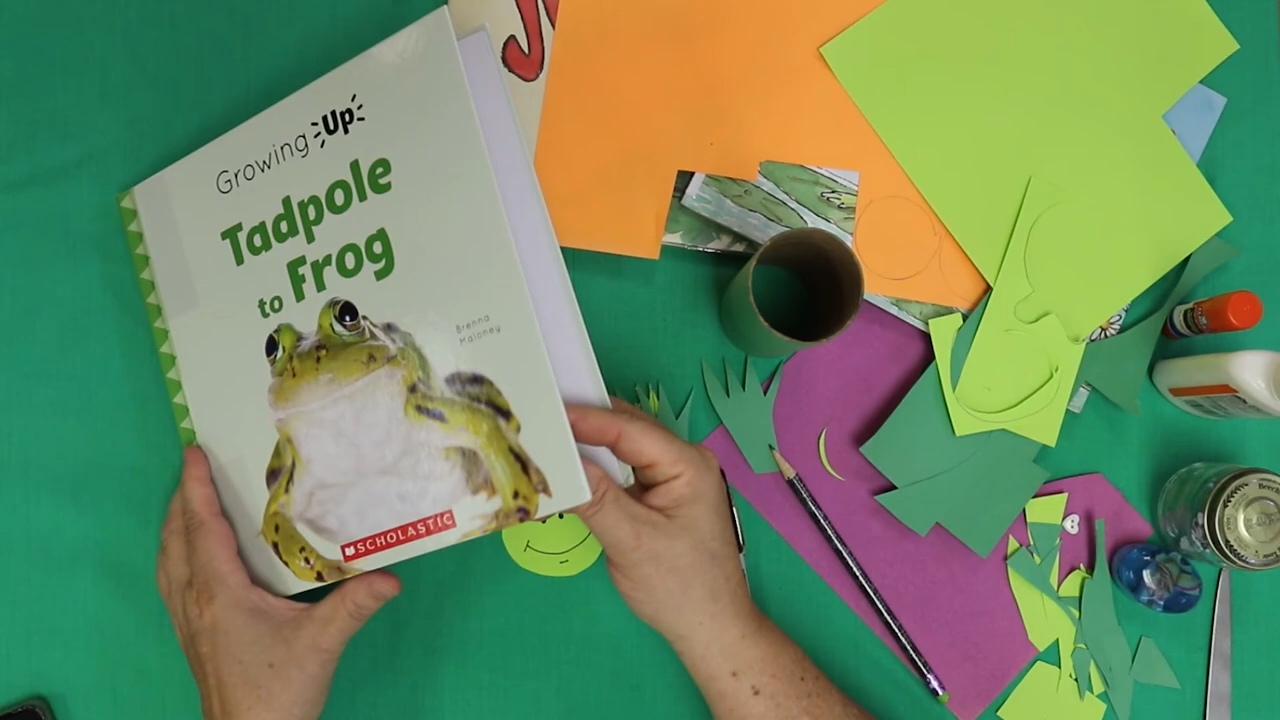 Growing Up
Tadpole
to Frog
Brenna
Maloney
SCHOLASTIC